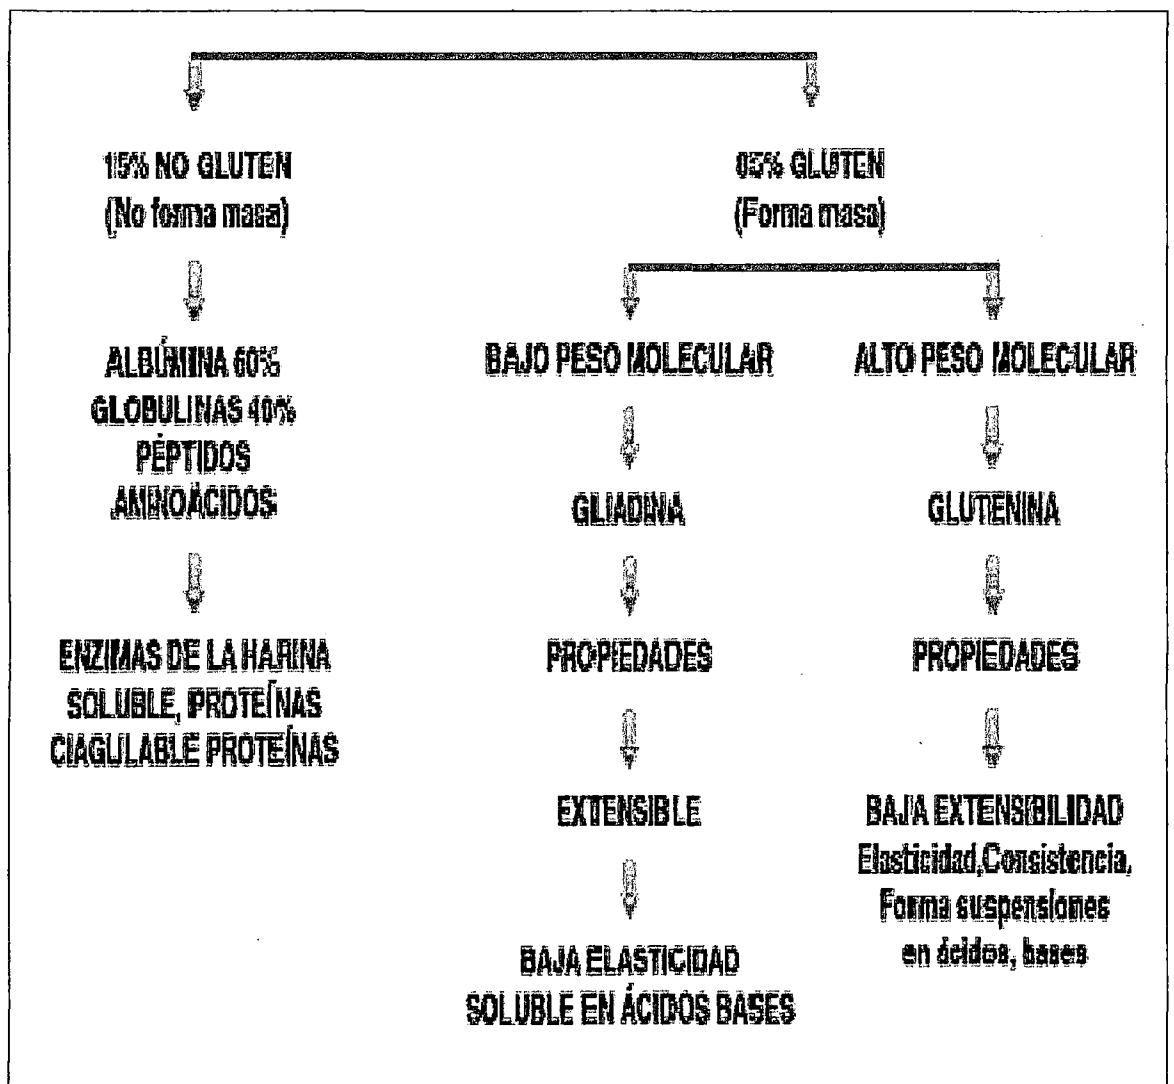 15% NO GLUTEN
(No forma masa)
ALBÚMINA 60%
GLOBULINAS 40%
PÉPTIDOS
AMINOÁCIDOS
ENZIMAS DE LA HARINA
SOLUBLE, PROTEÍNAS
CIAGULABLE PROTEÍNAS
85% GLUTEN
(Forma masa)
BAJO PESO MOLECULAR
GLIADINA
PROPIEDADES
EXTENSIBLE
BAJA ELASTICIDAD
SOLUBLE EN ÁCIDOS BASES
ALTO PESO MOLECULAR
GLUTENINA
PROPIEDADES
BAJA EXTENSIBILIDAD
Elasticidad,Consistencia,
Forma suspensiones
en ácidos, bases